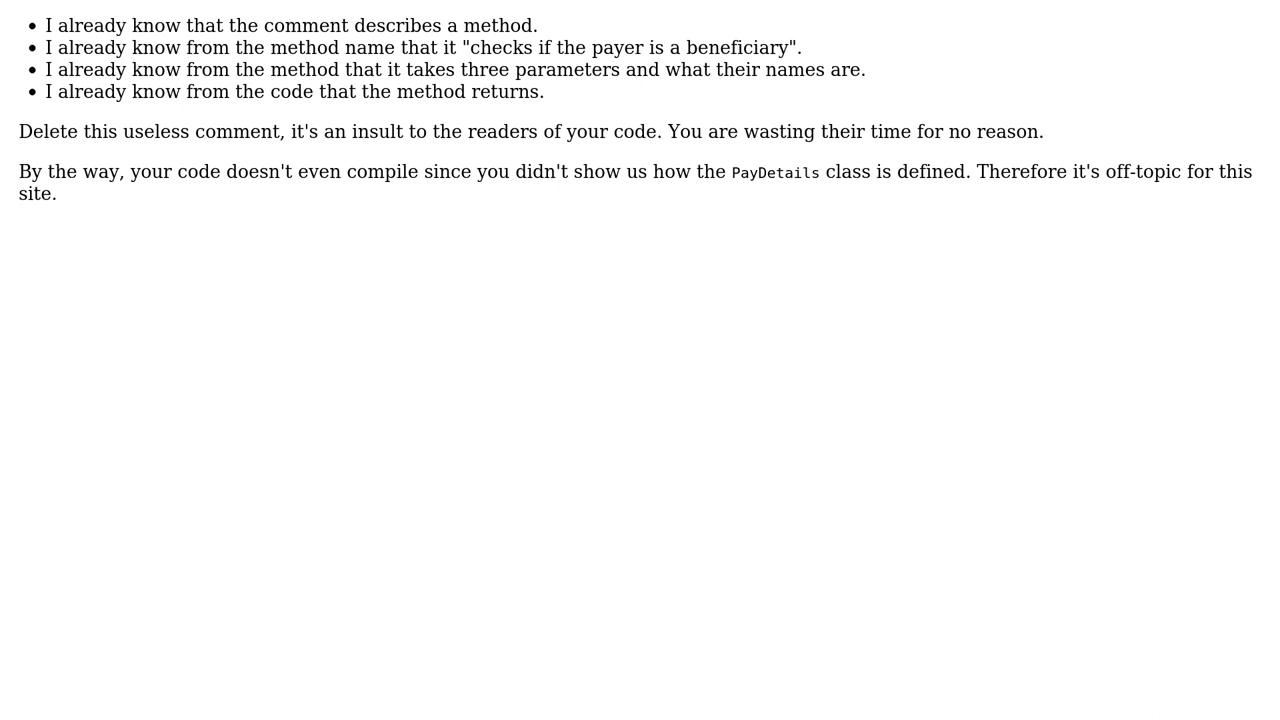 • I already know that the comment describes a method.
• I already know from the method name that it "checks if the payer is a beneficiary".
• I already know from the method that it takes three parameters and what their names are.
• I already know from the code that the method returns.
Delete this useless comment, it's an insult to the readers of your code. You are wasting their time for no reason.
By the way, your code doesn't even compile since you didn't show us how the PayDetails class is defined. Therefore it's off-topic for this
site.